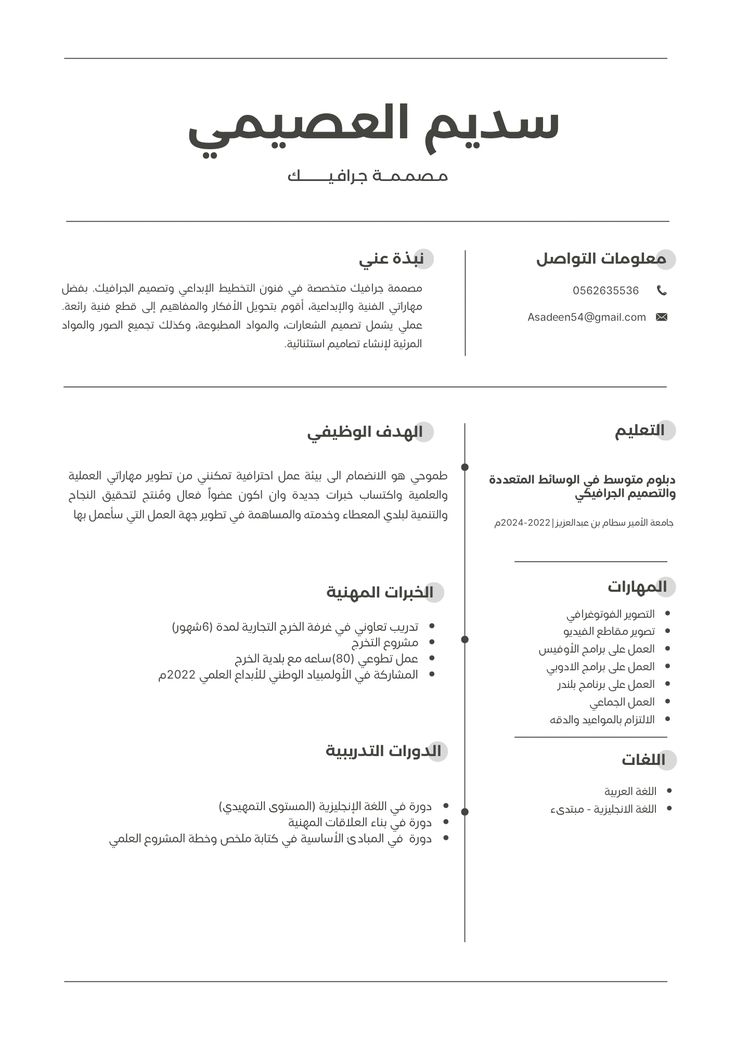 سديم العصيمي
مصممة جرافيـــــك
معلومات التواصل
0562635536
Asadeen54@gmail.com
نبذة عني
مصممة جرافيك متخصصة في فنون التخطيط الإبداعي وتصميم الجرافيك. بفضل
مهاراتي الفنية والإبداعية، أقوم بتحويل الأفكار والمفاهيم إلى قطع فنية رائعة.
عملي يشمل تصميم الشعارات، والمواد المطبوعة، وكذلك تجميع الصور والمواد
المرئية لإنشاء تصاميم استثنائية.
التعليم
دبلوم متوسط في الوسائط المتعددة
والتصميم الجرافيكي
جامعة الأمير سطام بن عبدالعزيز|2022-2024م
المهارات
التصوير الفوتوغرافي
تصوير مقاطع الفيديو
العمل على برامج الأوفيس
العمل على برامج الادوبي
العمل على برنامج بلندر
العمل الجماعي
الالتزام بالمواعيد والدقه
اللغات
اللغة العربية
اللغة الانجليزية - مبتدىء
الهدف الوظيفي
طموحي هو الانضمام الى بيئة عمل احترافية تمكنني من تطوير مهاراتي العملية
والعلمية واكتساب خبرات جديدة وان اكون عضواً فعال ومُنتج لتحقيق النجاح
والتنمية لبلدي المعطاء وخدمته والمساهمة في تطوير جهة العمل التي سأعمل بها
الخبرات المهنية
تدريب تعاوني في غرفة الخرج التجارية لمدة (6شهور)
مشروع التخرج
عمل تطوعي (80)ساعه مع بلدية الخرج
المشاركة في الأولمبياد الوطني للأبداع العلمي 2022م
الدورات التدريبية
دورة في اللغة الإنجليزية (المستوى التمهيدي)
دورة في بناء العلاقات المهنية
دورة في المبادئ الأساسية في كتابة ملخص وخطة المشروع العلمي